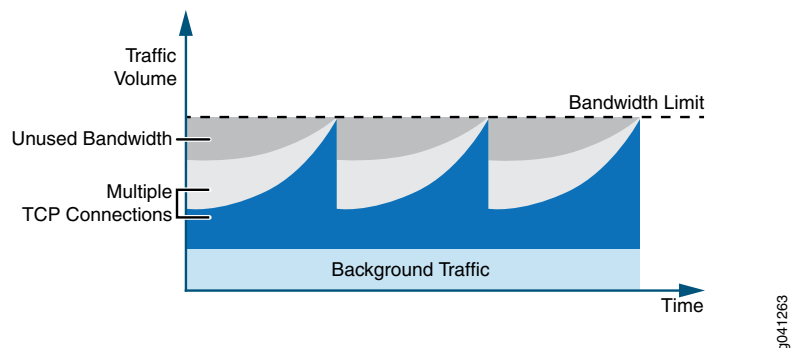 Traffic
Volume
Bandwidth Limit
Unused Bandwidth
Multiple
TCP Connections
Background Traffic
Time
g041263